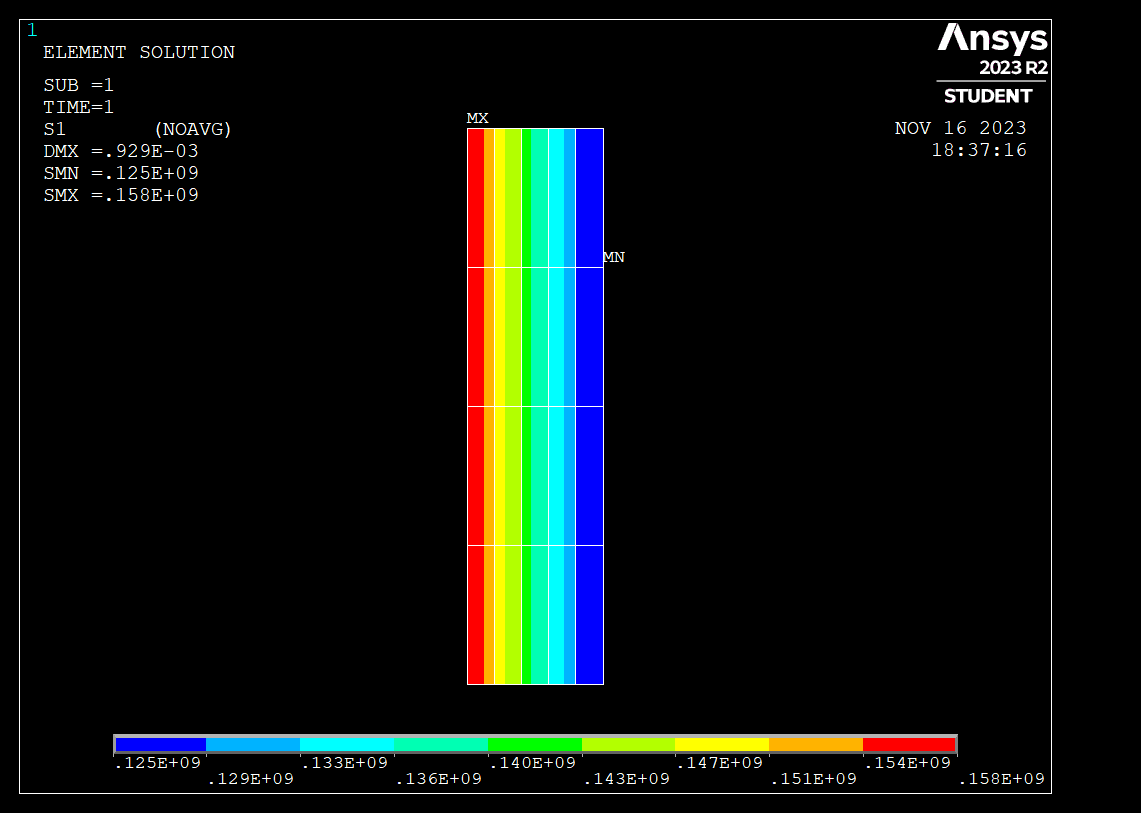 1
ELEMENT SOLUTION
SUB =1
TIME=1
S1 (NOAVG)
DMX =.929E-03
SMN =.125E+09
SMX =.158E+09
Ansys
2023 R2
STUDENT
NOV 16 2023
18:37:16
MX
MN
.125E+09 .133E+09 .140E+09 .147E+09 .154E+09
.129E+09 .136E+09 .143E+09 .151E+09 .158E+09